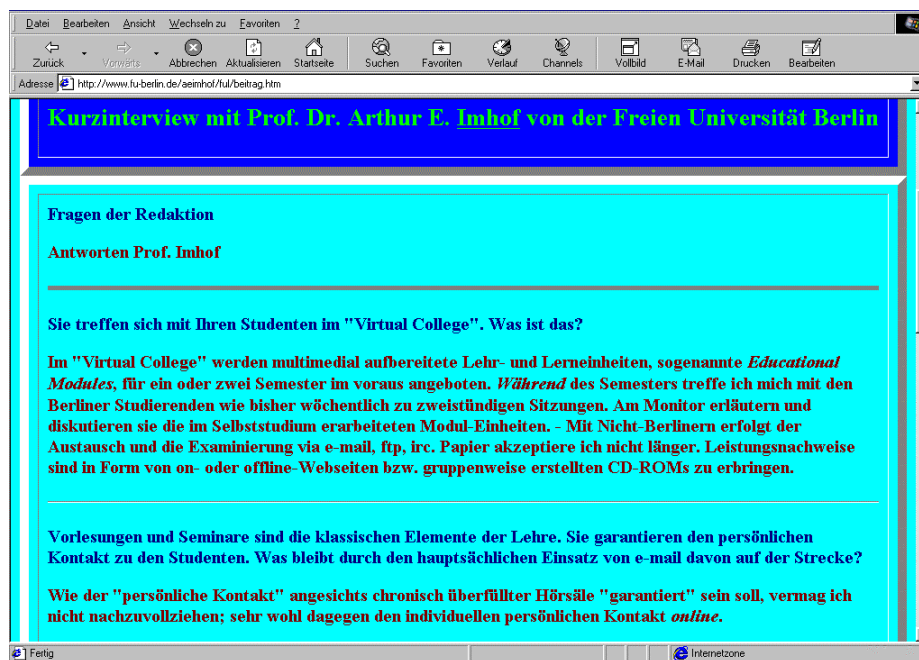 Datei Bearbeiten Ansicht Wechseln zu Favoriten ?
Zurück Vorwärts Abbrechen Aktualisieren Startseite Suchen Favoriten Verlauf Channels Vollbild E-Mail Drucken Bearbeiten
Adresse http://www.fu-berlin.de/aeimhof/ful/beitrag.htm
Kurzinterview mit Prof. Dr. Arthur E. Imhof von der Freien Universität Berlin
Fragen der Redaktion
Antworten Prof. Imhof
Sie treffen sich mit Ihren Studenten im "Virtual College". Was ist das?
Im "Virtual College" werden multimedial aufbereitete Lehr- und Lerneinheiten, sogenannte Educational
Modules, für ein oder zwei Semester im voraus angeboten. Während des Semesters treffe ich mich mit den
Berliner Studierenden wie bisher wöchentlich zu zweistündigen Sitzungen. Am Monitor erläutern und
diskutieren sie die im Selbststudium erarbeiteten Modul-Einheiten. - Mit Nicht-Berlinern erfolgt der
Austausch und die Examinierung via e-mail, ftp, irc. Papier akzeptiere ich nicht länger. Leistungsnachweise
sind in Form von on- oder offline-Webseiten bzw. gruppenweise erstellten CD-ROMs zu erbringen.
Vorlesungen und Seminare sind die klassischen Elemente der Lehre. Sie garantieren den persönlichen
Kontakt zu den Studenten. Was bleibt durch den hauptsächlichen Einsatz von e-mail davon auf der Strecke?
Wie der "persönliche Kontakt" angesichts chronisch überfüllter Hörsäle "garantiert" sein soll, vermag ich
nicht nachzuvollziehen; sehr wohl dagegen den individuellen persönlichen Kontakt online.
Fertig Internetzone